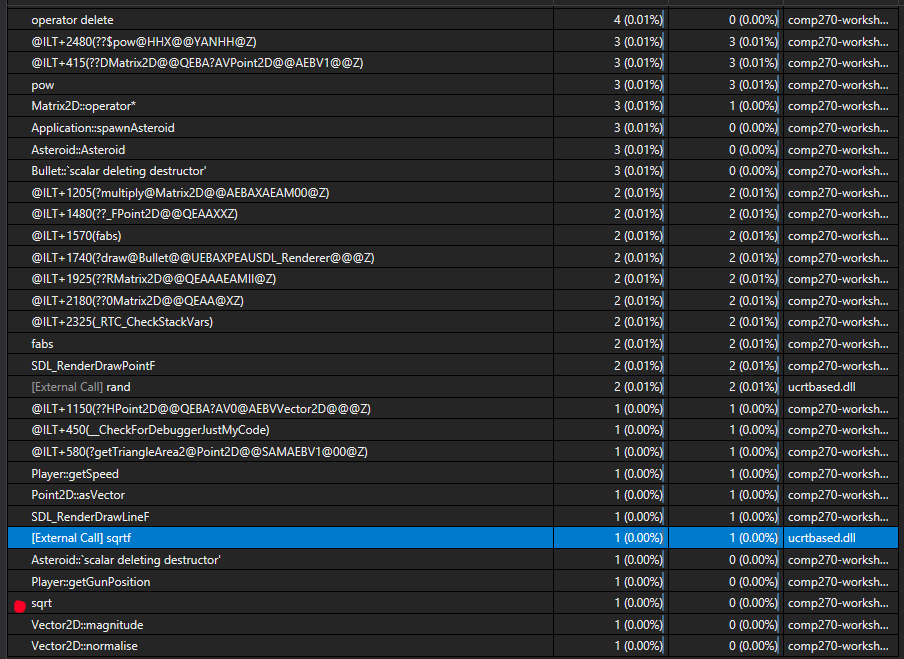 operator delete 4 (0.01%) 0 (0.00%) comp270-worksh...
@ILT+2480(??$pow@HHX@@YANHH@Z) 3 (0.01%) 3 (0.01%) comp270-worksh...
@ILT+415(??DMatrix2D@@QEBA?AVPoint2D@@AEBV1@@Z) 3 (0.01%) 3 (0.01%) comp270-worksh...
pow 3 (0.01%) 3 (0.01%) comp270-worksh...
Matrix2D::operator* 3 (0.01%) 1 (0.00%) comp270-worksh...
Application::spawnAsteroid 3 (0.01%) 0 (0.00%) comp270-worksh...
Asteroid::Asteroid 3 (0.01%) 0 (0.00%) comp270-worksh...
Bullet::`scalar deleting destructor' 3 (0.01%) 0 (0.00%) comp270-worksh...
@ILT+1205(?multiply@Matrix2D@@AEBAXAEAM00@Z) 2 (0.01%) 2 (0.01%) comp270-worksh...
@ILT+1480(??_FPoint2D@@QEAAXXZ) 2 (0.01%) 2 (0.01%) comp270-worksh...
@ILT+1570(fabs) 2 (0.01%) 2 (0.01%) comp270-worksh...
@ILT+1740(?draw@Bullet@@UEBAXPEAUSDL_Renderer@@@Z) 2 (0.01%) 2 (0.01%) comp270-worksh...
@ILT+1925(??RMatrix2D@@QEAAAEAMII@Z) 2 (0.01%) 2 (0.01%) comp270-worksh...
@ILT+2180(??0Matrix2D@@QEAA@XZ) 2 (0.01%) 2 (0.01%) comp270-worksh...
@ILT+2325(_RTC_CheckStackVars) 2 (0.01%) 2 (0.01%) comp270-worksh...
fabs 2 (0.01%) 2 (0.01%) comp270-worksh...
SDL_RenderDrawPointF 2 (0.01%) 2 (0.01%) comp270-worksh...
[External Call] rand 2 (0.01%) 2 (0.01%) ucrtbased.dll
@ILT+1150(??HPoint2D@@QEBA?AV0@AEBVVector2D@@@Z) 1 (0.00%) 1 (0.00%) comp270-worksh...
@ILT+450(__CheckForDebuggerJustMyCode) 1 (0.00%) 1 (0.00%) comp270-worksh...
@ILT+580(?getTriangleArea2@Point2D@@SAMAEBV1@00@Z) 1 (0.00%) 1 (0.00%) comp270-worksh...
Player::getSpeed 1 (0.00%) 1 (0.00%) comp270-worksh...
Point2D::asVector 1 (0.00%) 1 (0.00%) comp270-worksh...
SDL_RenderDrawLineF 1 (0.00%) 1 (0.00%) comp270-worksh...
[External Call] sqrtf 1 (0.00%) 1 (0.00%) ucrtbased.dll
Asteroid::`scalar deleting destructor' 1 (0.00%) 0 (0.00%) comp270-worksh...
Player::getGunPosition 1 (0.00%) 0 (0.00%) comp270-worksh...
sqrt 1 (0.00%) 0 (0.00%) comp270-worksh...
Vector2D::magnitude 1 (0.00%) 0 (0.00%) comp270-worksh...
Vector2D::normalise 1 (0.00%) 0 (0.00%) comp270-worksh...